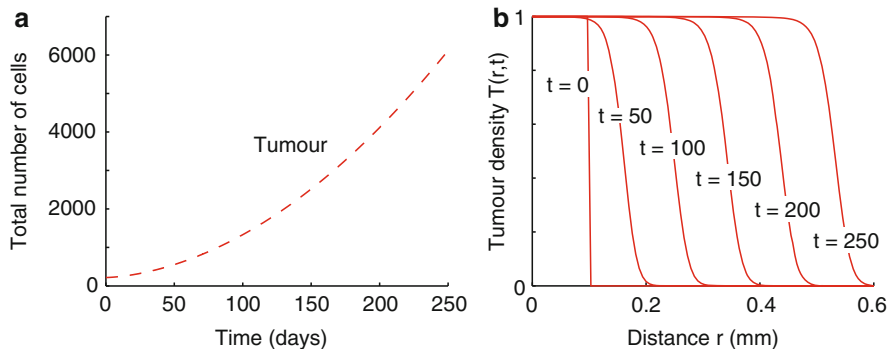 a
Total number of cells
6000
4000
2000
0
Tumour
0 50 100 150 200 250
Time (days)
b
Tumour density T(r,t)
1
1
t = 0
t = 50
t = 100
t = 150
t = 200
t = 250
0 0.2 0.4 0.6
Distance r (mm)